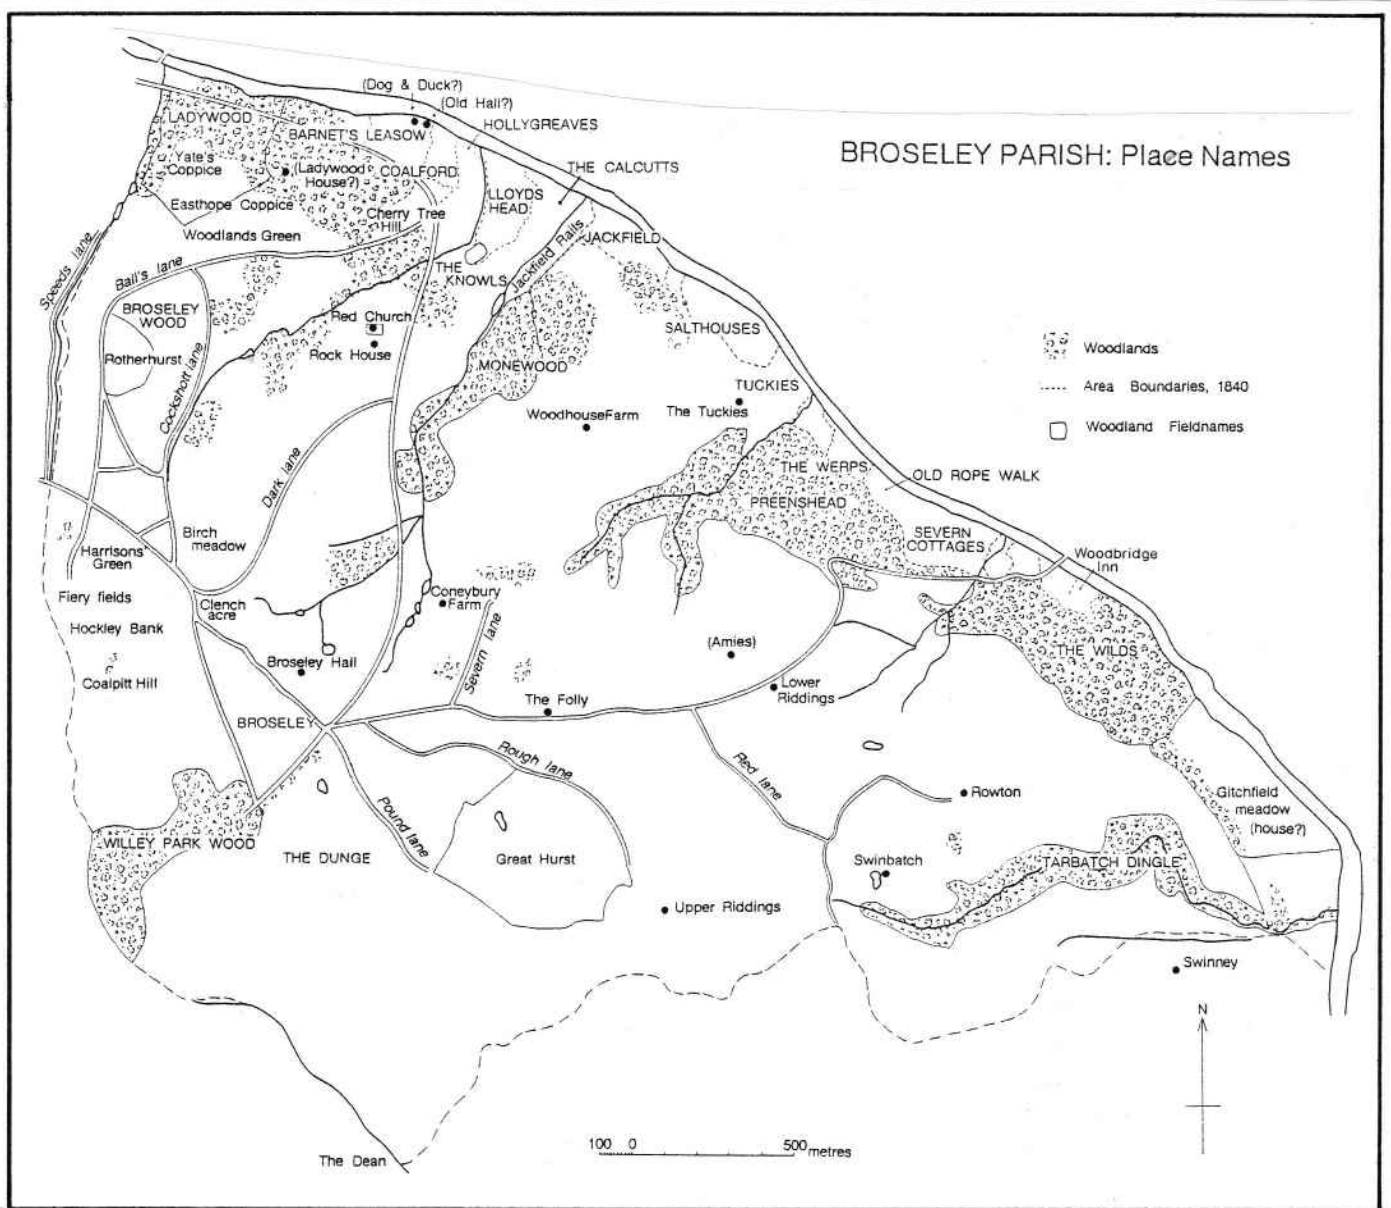 (Dog & Duck?)
(Old Hall?)
LADYWOOD
BARNET'S LEASOW
HOLLYGREAVES
BROSELEY PARISH: Place Names
Yate's
Coppice
(Ladywood
House?)
COALFORD
THE CALCUTTS
LLOYDS
HEAD
Easthope Coppice
Cherry Tree
Hill
Woodlands Green
JACKFIELD
Speeds lane
Ball's lane
THE
KNOWLS
Jackfield Rails
BROSELEY
WOOD
Red Church
SALTHOUSES
Rotherhurst
Rock House
Cockshott lane
MONEWOOD
Woodlands
TUCKIES
Area Boundaries, 1840
Woodhouse Farm
The Tuckies
Woodland Fieldnames
Dark lane
THE WERPS
OLD ROPE WALK
PREENSHEAD
Birch
meadow
SEVERN
COTTAGES
Harrisons'
Green
Woodbridge
Inn
Fiery fields
Clench
acre
Coneybury
Farm
Hockley Bank
Severn lane
(Amies)
THE WILDS
Broseley Hall
Coalpitt Hill
Lower
Riddings
The Folly
BROSELEY
Rough lane
Red lane
Pound lane
Rowton
Gitchfield
meadow
(house?)
WILLEY PARK WOOD
THE DUNGE
Great Hurst
Swinbatch
TARBATCH DINGLE
Upper Riddings
Swinney
N
100 0 500 metres
The Dean